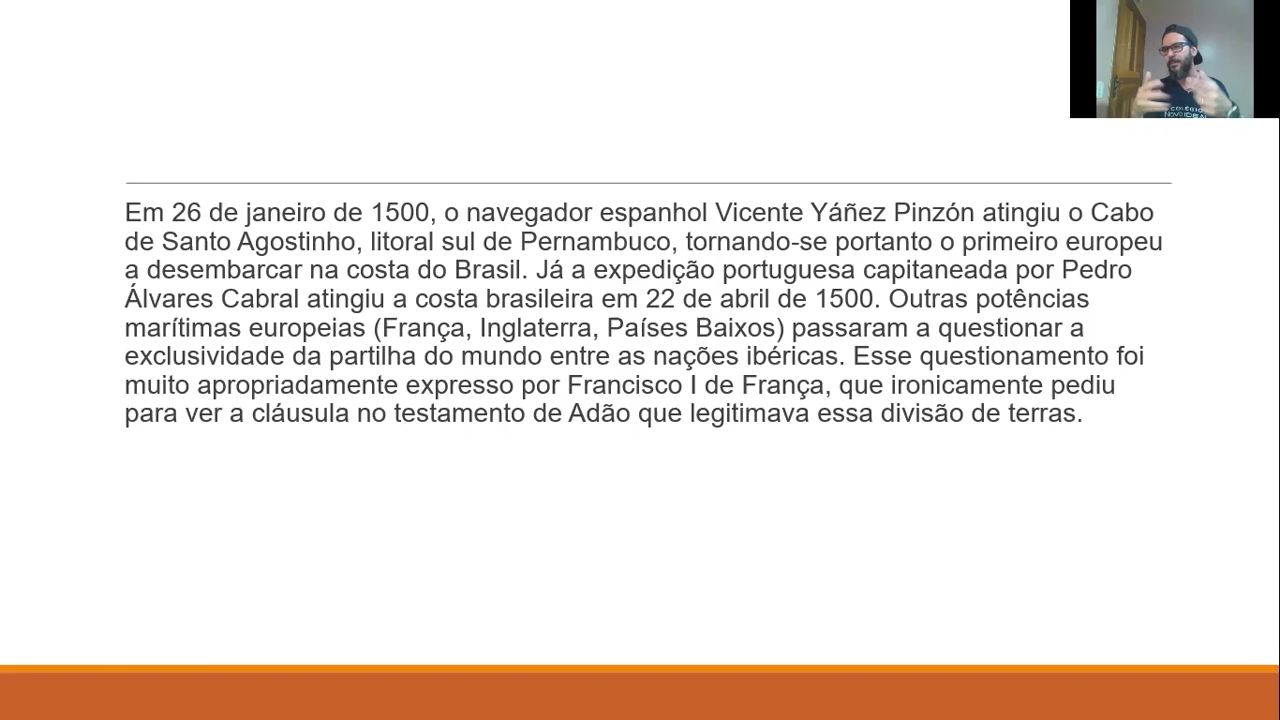 COLÉGIO
NOVO IDEAL
Em 26 de janeiro de 1500, o navegador espanhol Vicente Yáñez Pinzón atingiu o Cabo
de Santo Agostinho, litoral sul de Pernambuco, tornando-se portanto o primeiro europeu
a desembarcar na costa do Brasil. Já a expedição portuguesa capitaneada por Pedro
Álvares Cabral atingiu a costa brasileira em 22 de abril de 1500. Outras potências
marítimas europeias (França, Inglaterra, Países Baixos) passaram a questionar a
exclusividade da partilha do mundo entre as nações ibéricas. Esse questionamento foi
muito apropriadamente expresso por Francisco I de França, que ironicamente pediu
para ver a cláusula no testamento de Adão que legitimava essa divisão de terras.